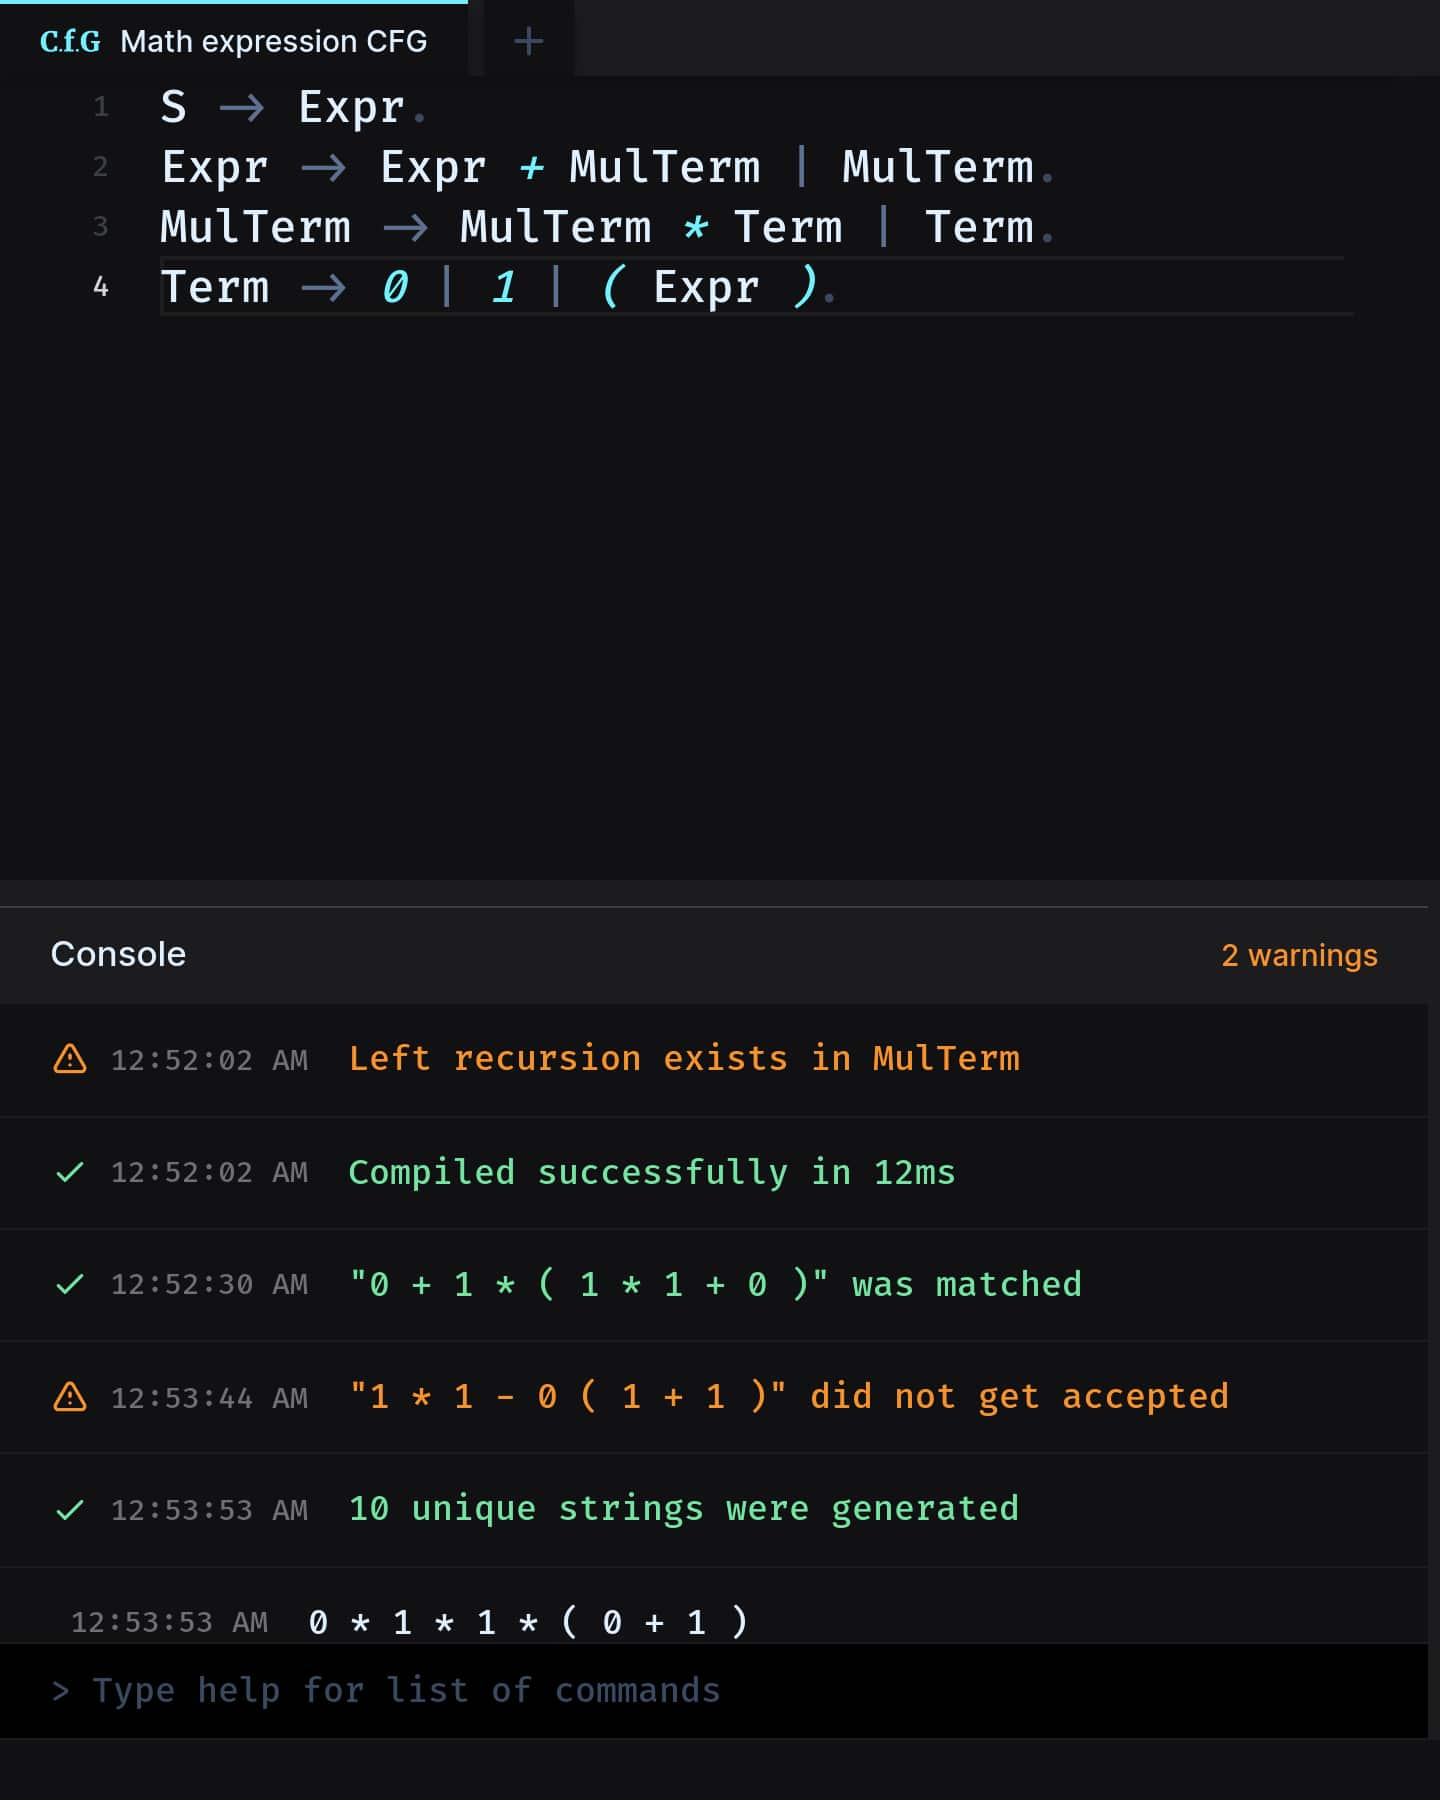 C.f.G Math expression CFG +
1 S → Expr.
2 Expr → Expr + MulTerm | MulTerm.
3 MulTerm → MulTerm * Term | Term.
4 Term → 0 | 1 | ( Expr ).
Console 2 warnings
12:52:02 AM Left recursion exists in MulTerm
12:52:02 AM Compiled successfully in 12ms
12:52:30 AM "0 + 1 * ( 1 * 1 + 0 )" was matched
12:53:44 AM "1 * 1 - 0 ( 1 + 1 )" did not get accepted
12:53:53 AM 10 unique strings were generated
12:53:53 AM 0 * 1 * 1 * ( 0 + 1 )
> Type help for list of commands